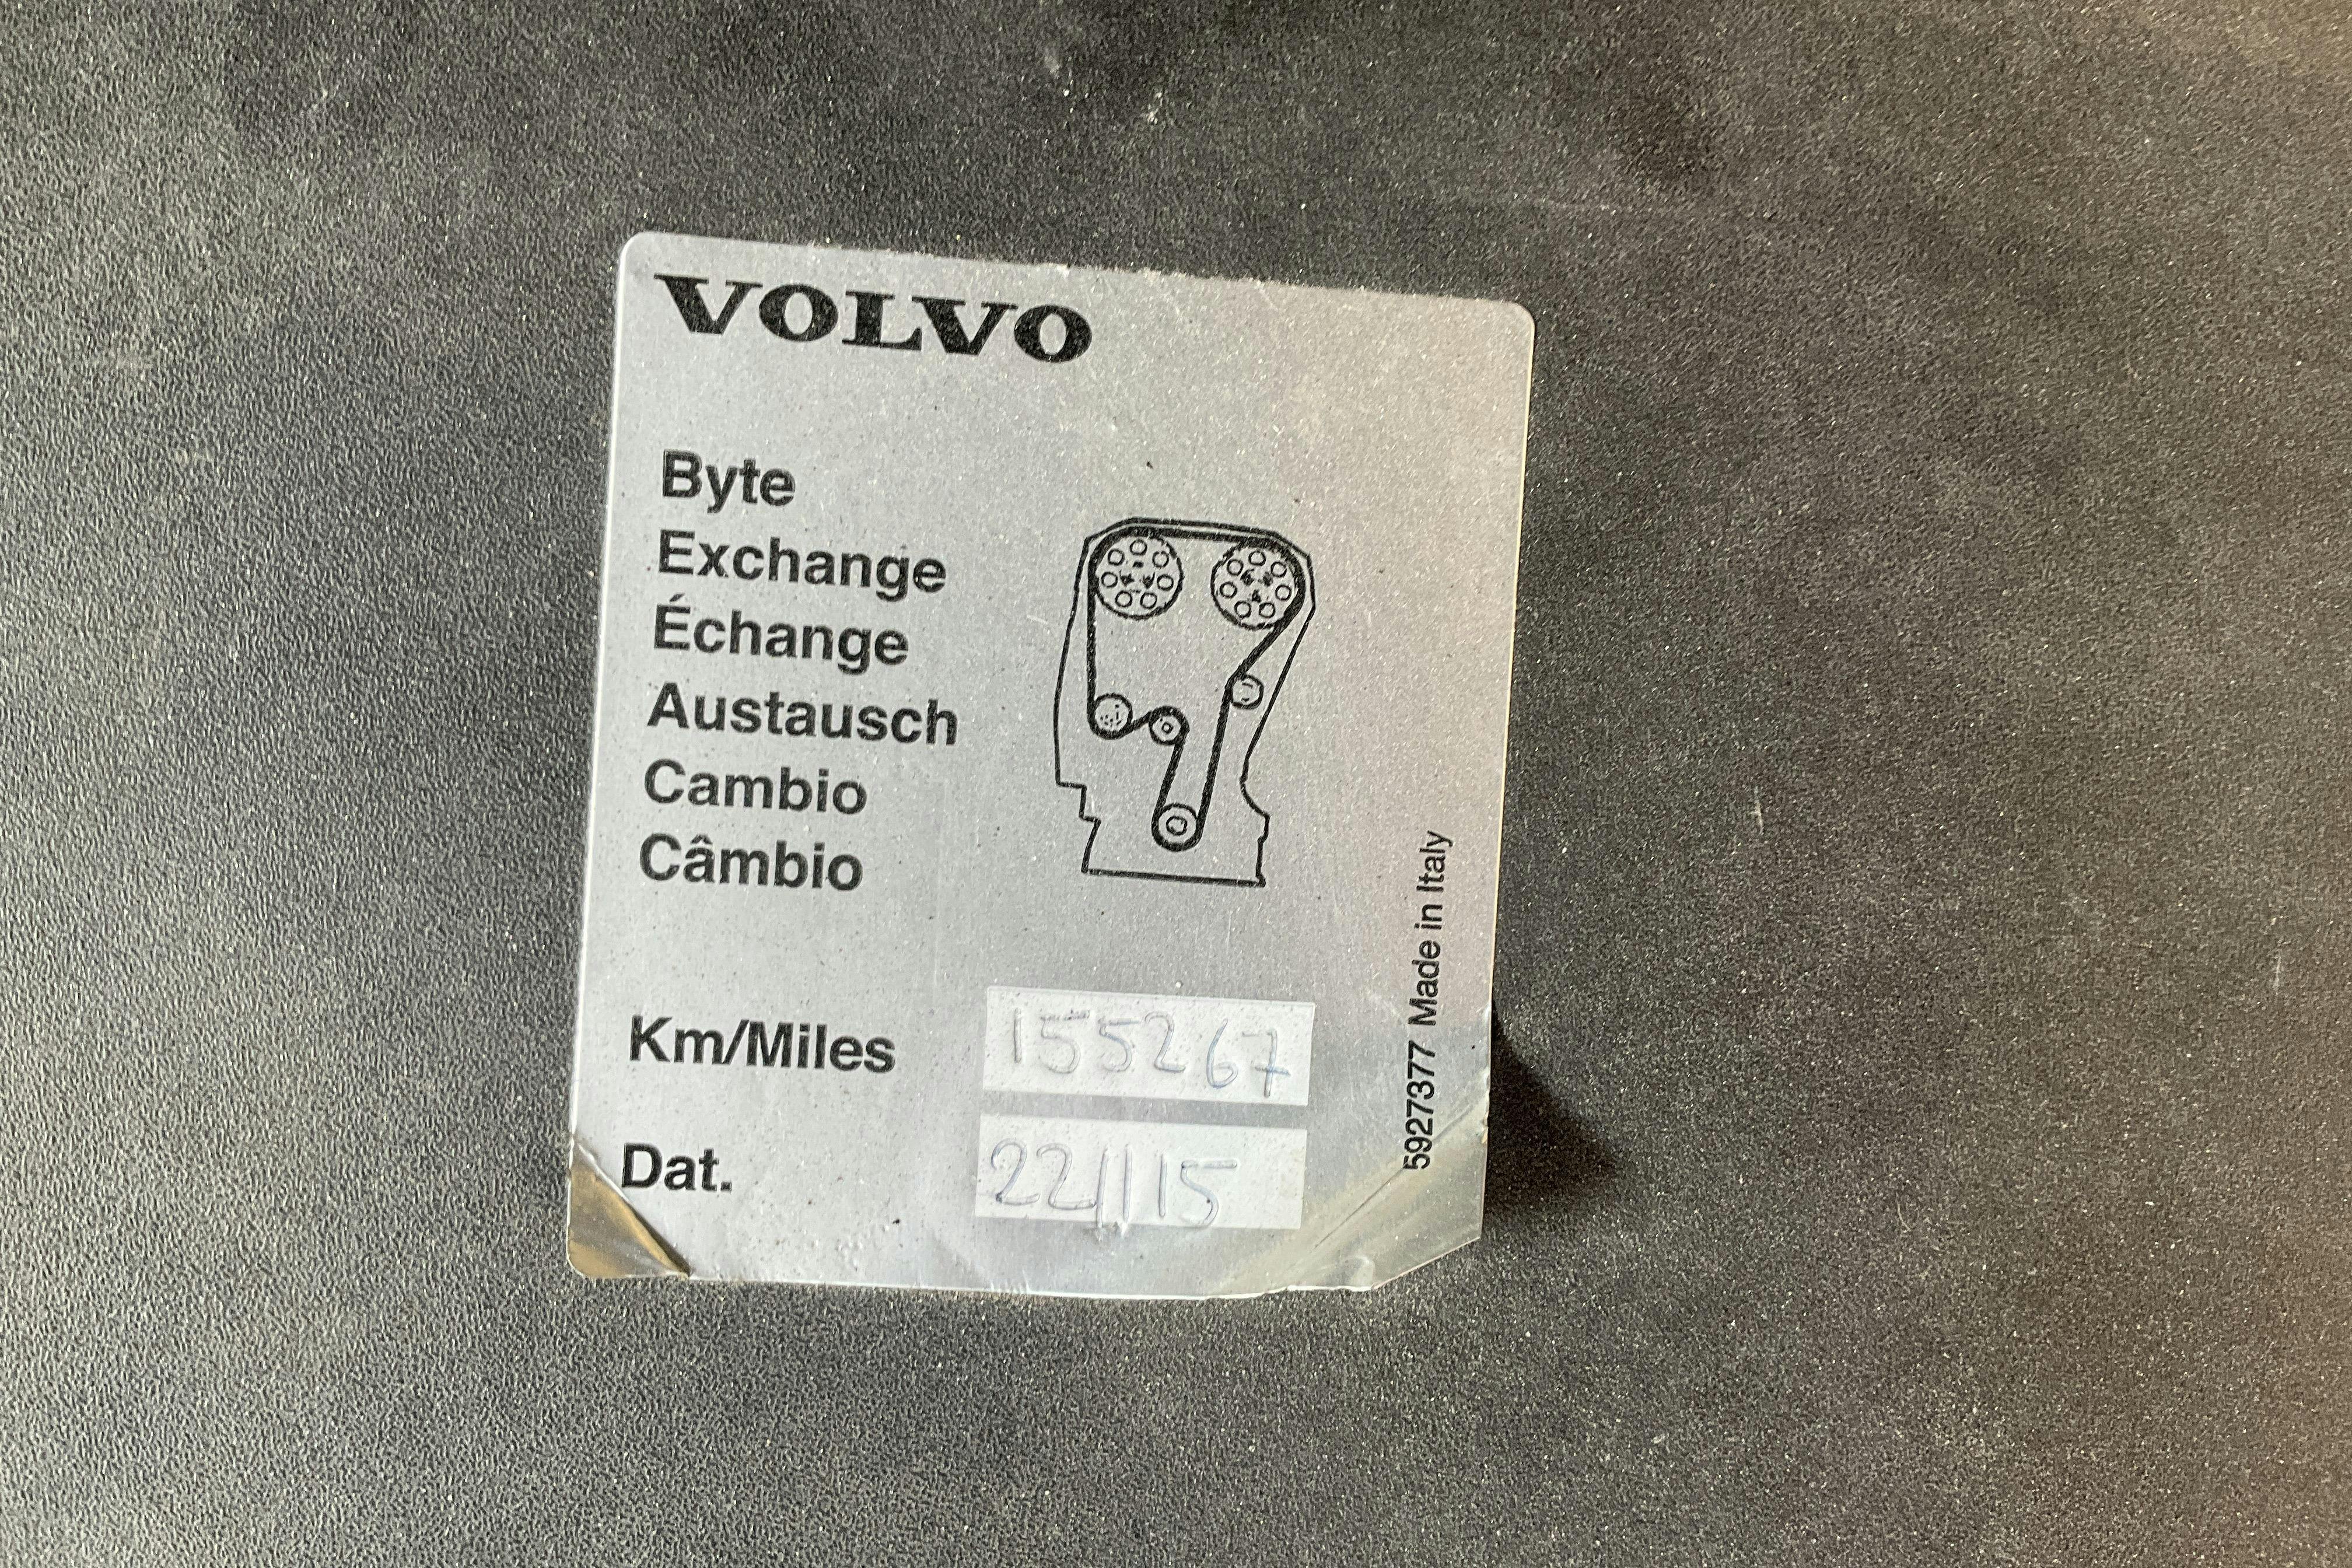 VOLVO
Byte
Exchange
Échange
Austausch
Cambio
Câmbio
Km/Miles 155267
Dat. 22/1 15
5927377 Made in Italy